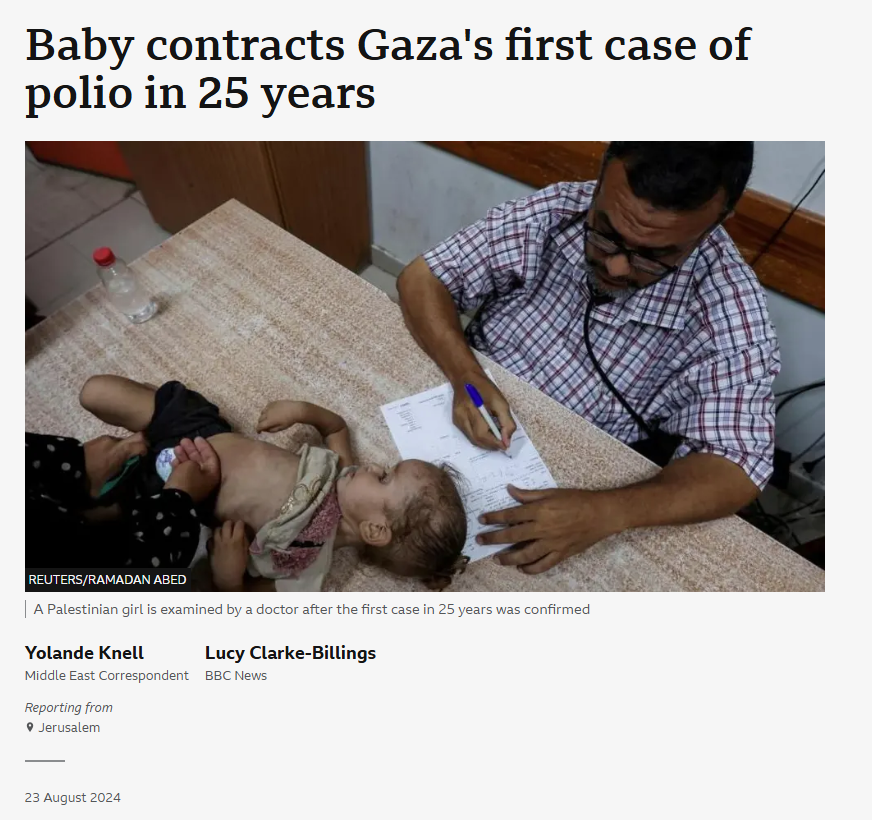 Baby contracts Gaza's first case of
polio in 25 years
REUTERS/RAMADAN ABED
A Palestinian girl is examined by a doctor after the first case in 25 years was confirmed
Yolande Knell
Middle East Correspondent
Lucy Clarke-Billings
BBC News
Reporting from
Jerusalem
23 August 2024